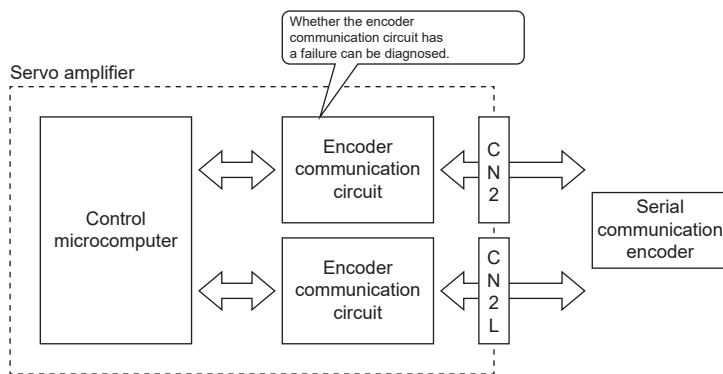 Whether the encoder
communication circuit has
a failure can be diagnosed.
Servo amplifier
Control
microcomputer
Encoder
communication
circuit
C
N
2
Serial
communication
encoder
Encoder
communication
circuit
C
N
2
L